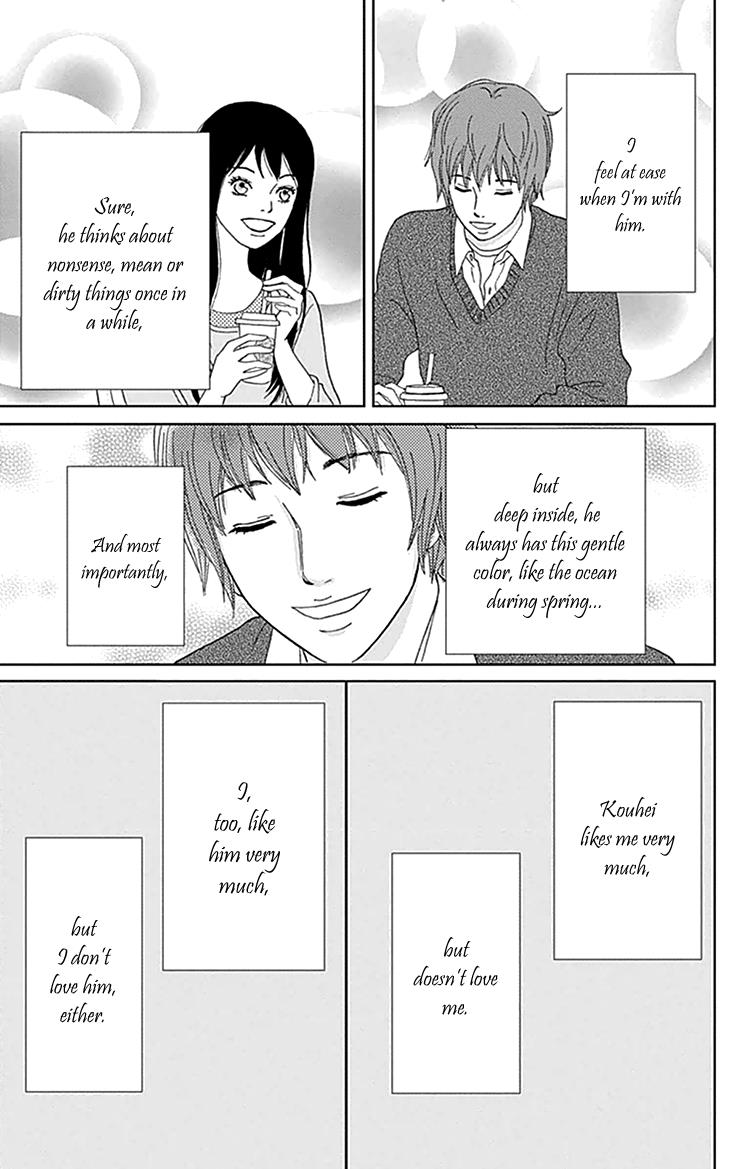 I
feel at ease
when I'm with
him.
Sure,
he thinks about
nonsense, mean or
dirty things once in
a while,
but
deep inside, he
always has this gentle
color, like the ocean
during spring...
And most
importantly,
Kouhei
likes me very
much,
but
doesn't love
me.
I,
too, like
him very
much,
but
I don't
love him,
either.